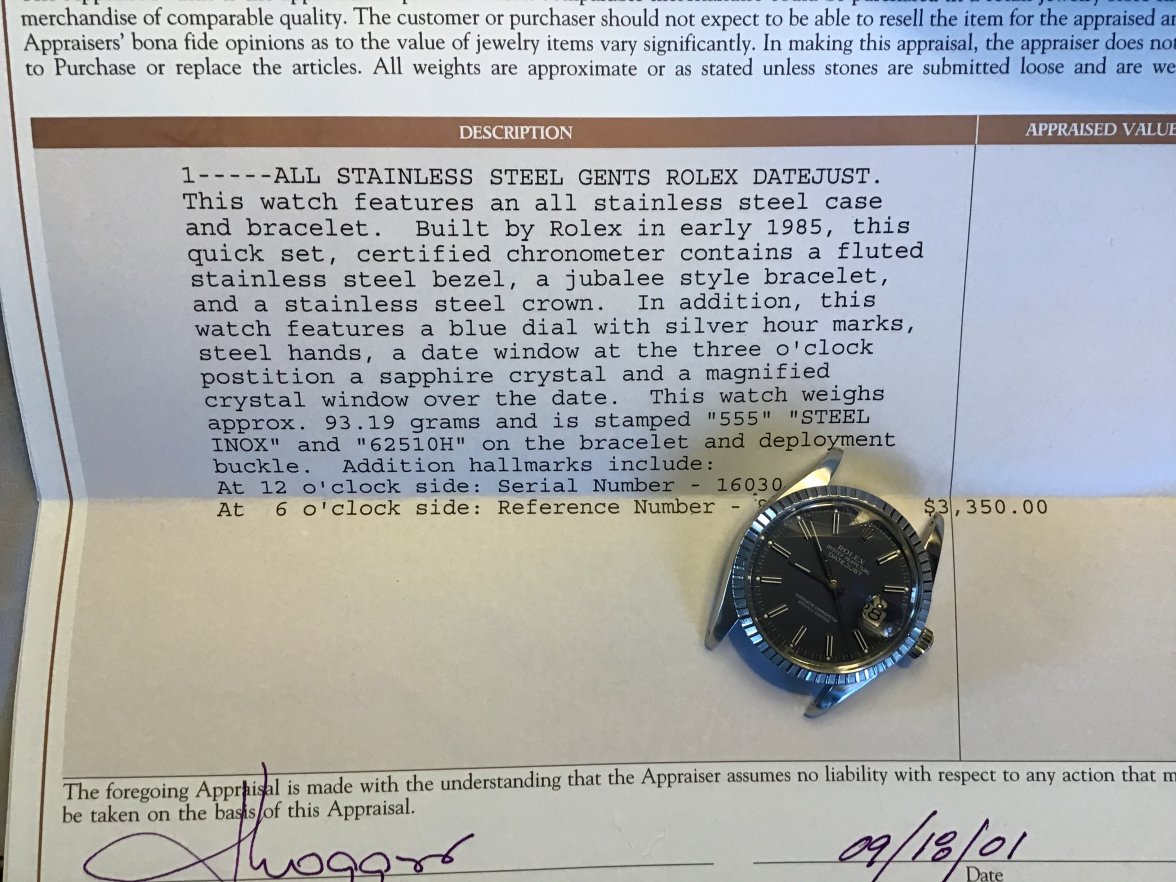 merchandise of comparable quality. The customer or purchaser should not expect to be able to resell the item for the appraised
Appraisers' bona fide opinions as to the value of jewelry items vary significantly. In making this appraisal, the appraiser does
to Purchase or replace the articles. All weights are approximate or as stated unless stones are submitted loose and are
DESCRIPTION APPRAISED VALUE
1-----ALL STAINLESS STEEL GENTS ROLEX DATEJUST.
This watch features an all stainless steel case
and bracelet. Built by Rolex in early 1985, this
quick set, certified chronometer contains a fluted
stainless steel bezel, a jubalee style bracelet,
and a stainless steel crown. In addition, this
watch features a blue dial with silver hour marks,
steel hands, a date window at the three o'clock
postition a sapphire crystal and a magnified
crystal window over the date. This watch weighs
approx. 93.19 grams and is stamped "555" "STEEL
INOX" and "62510H" on the bracelet and deployment
buckle. Addition hallmarks include:
At 12 o'clock side: Serial Number - 16030
At 6 o'clock side: Reference Number - $3,350.00
ROLEX
OYSTER PERPETUAL
DATEJUST
The foregoing Appraisal is made with the understanding that the Appraiser assumes no liability with respect to any action that
be taken on the basis of this Appraisal.
09/18/01
Date